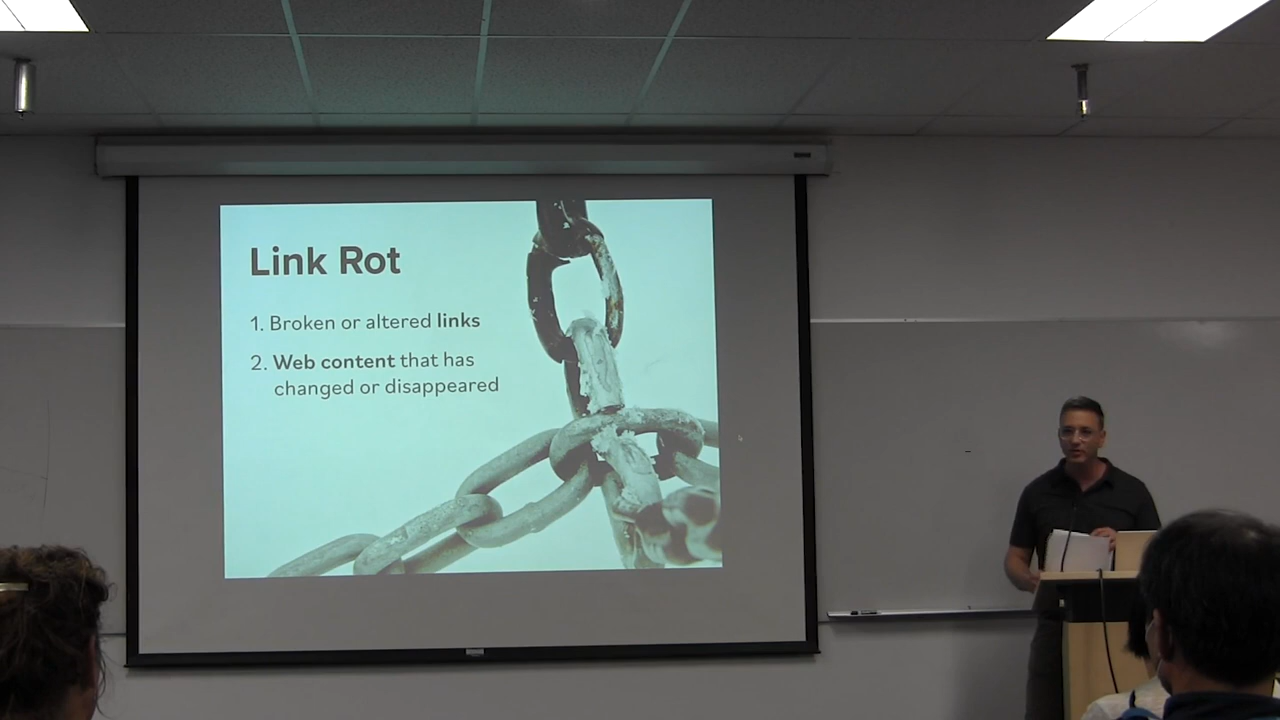 Link Rot
1. Broken or altered links
2. Web content that has
changed or disappeared